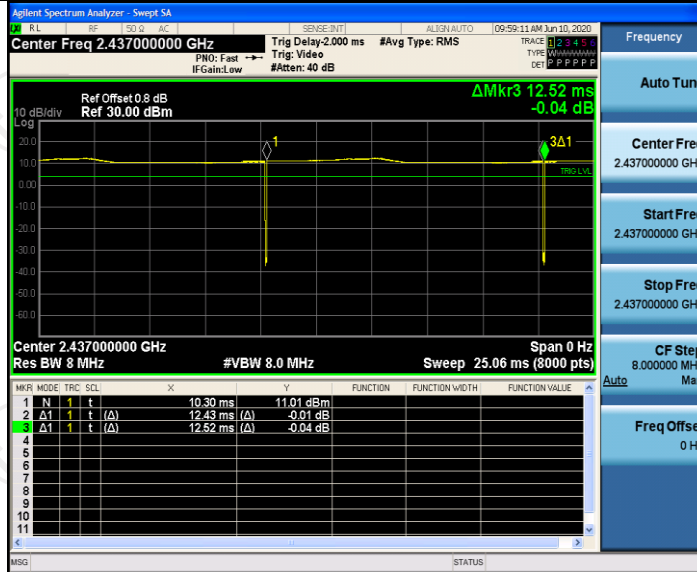 Agilent Spectrum Analyzer - Swept SA
RL RF 50 Ω AC SENSE:INT ALIGN AUTO 09:59:11 AM Jun 10, 2020
Center Freq 2.437000000 GHz
PNO: Fast
IFGain:Low
Trig Delay-2.000 ms
Trig: Video
#Atten: 40 dB
#Avg Type: RMS
TRACE 1 2 3 4 5 6
TYPE
DET P P P P P P
Frequency
Auto Tun
Center Fre
2.437000000 GH
Start Fre
2.437000000 GH
Stop Fre
2.437000000 GH
CF Ste
8.000000 MH
Auto Ma
Freq Offse
0 H
ΔMkr3 12.52 ms
-0.04 dB
Ref Offset 0.8 dB
10 dB/div Ref 30.00 dBm
Log
1
3Δ1
20.0
10.0
TRIG LVL
0.00
-10.0
-20.0
-30.0
-40.0
-50.0
-60.0
Center 2.437000000 GHz Span 0 Hz
Res BW 8 MHz #VBW 8.0 MHz Sweep 25.06 ms (8000 pts)
MKR MODE TRC SCL X Y FUNCTION FUNCTION WIDTH FUNCTION VALUE
1 N 1 t 10.30 ms 11.01 dBm
2 Δ1 1 t (Δ) 12.43 ms (Δ) -0.01 dB
3 Δ1 1 t (Δ) 12.52 ms (Δ) -0.04 dB
4
5
6
7
8
9
10
11
MSG STATUS